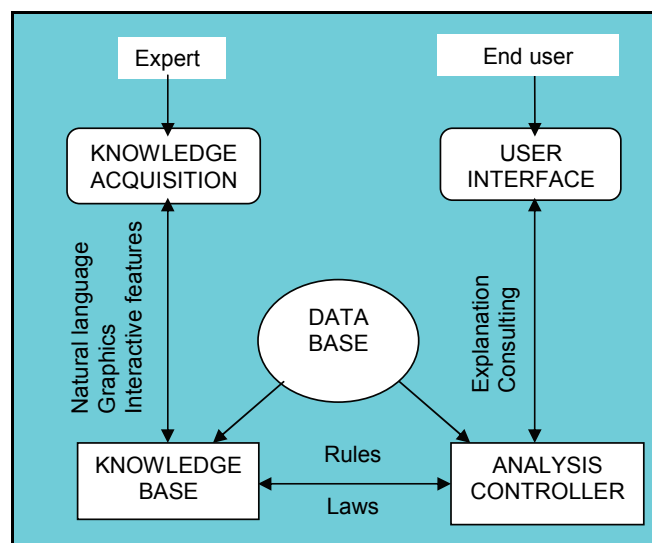 Expert
End user
KNOWLEDGE
ACQUISITION
USER
INTERFACE
Natural language
Graphics
Interactive features
DATA
BASE
Explanation
Consulting
KNOWLEDGE
BASE
Rules
Laws
ANALYSIS
CONTROLLER